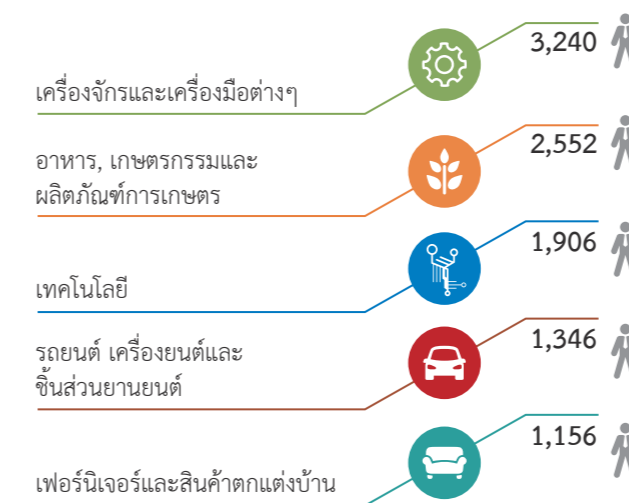 3,240
เครื่องจักรและเครื่องมือต่างๆ
2,552
อาหาร, เกษตรกรรมและ
ผลิตภัณฑ์การเกษตร
1,906
เทคโนโลยี
1,346
รถยนต์ เครื่องยนต์และ
ชิ้นส่วนยานยนต์
1,156
เฟอร์นิเจอร์และสินค้าตกแต่งบ้าน